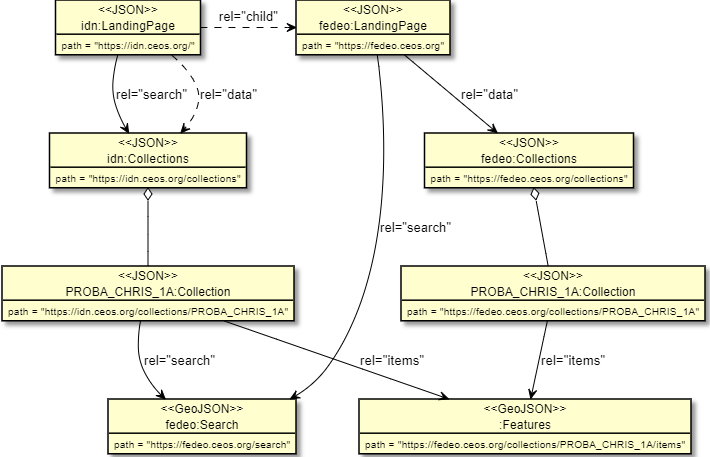 <<JSON>>
idn:LandingPage
path = "https://idn.ceos.org/"
rel="child"
<<JSON>>
fedeo:LandingPage
path = "https://fedeo.ceos.org"
rel="search"
rel="data"
rel="data"
<<JSON>>
idn:Collections
path = "https://idn.ceos.org/collections"
<<JSON>>
fedeo:Collections
path = "https://fedeo.ceos.org/collections"
rel="search"
<<JSON>>
PROBA_CHRIS_1A:Collection
path = "https://idn.ceos.org/collections/PROBA_CHRIS_1A"
<<JSON>>
PROBA_CHRIS_1A:Collection
path = "https://fedeo.ceos.org/collections/PROBA_CHRIS_1A"
rel="search"
rel="items"
rel="items"
<<GeoJSON>>
fedeo:Search
path = "https://fedeo.ceos.org/search"
<<GeoJSON>>
:Features
path = "https://fedeo.ceos.org/collections/PROBA_CHRIS_1A/items"